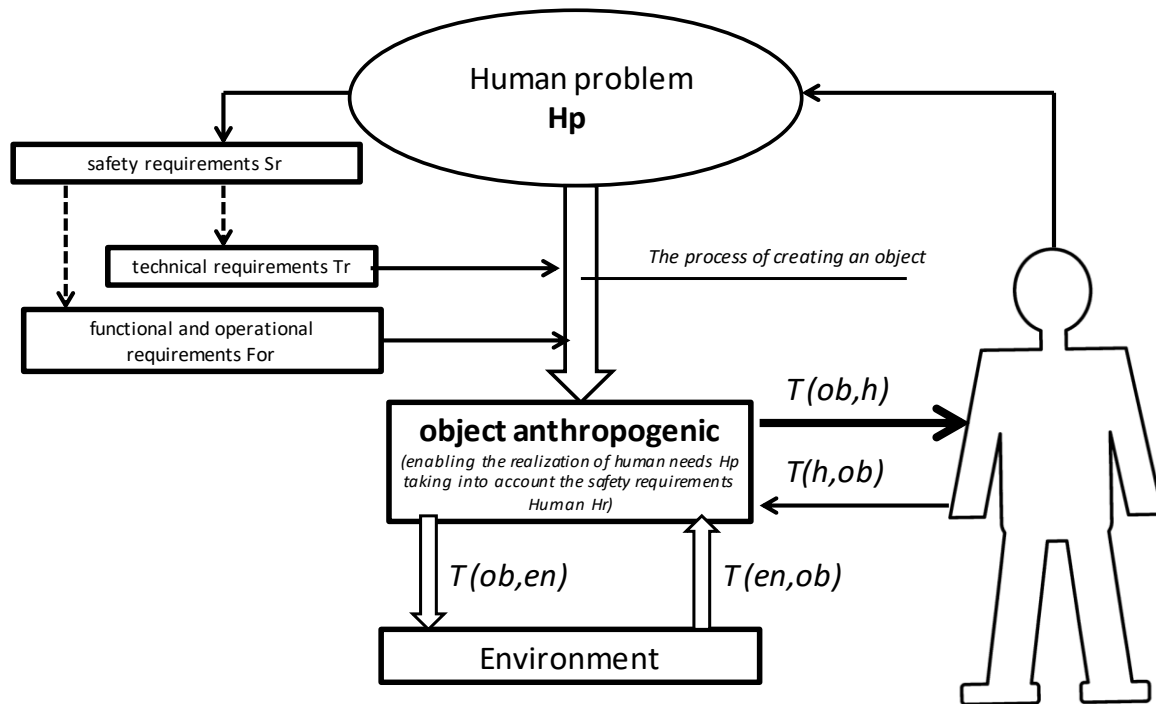 Human problem
Hp
safety requirements Sr
technical requirements Tr
The process of creating an object
functional and operational
requirements For
T(ob,h)
object anthropogenic
(enabling the realization of human needs Hp
taking into account the safety requirements
Human Hr)
T(h,ob)
T(ob,en)
T(en,ob)
Environment